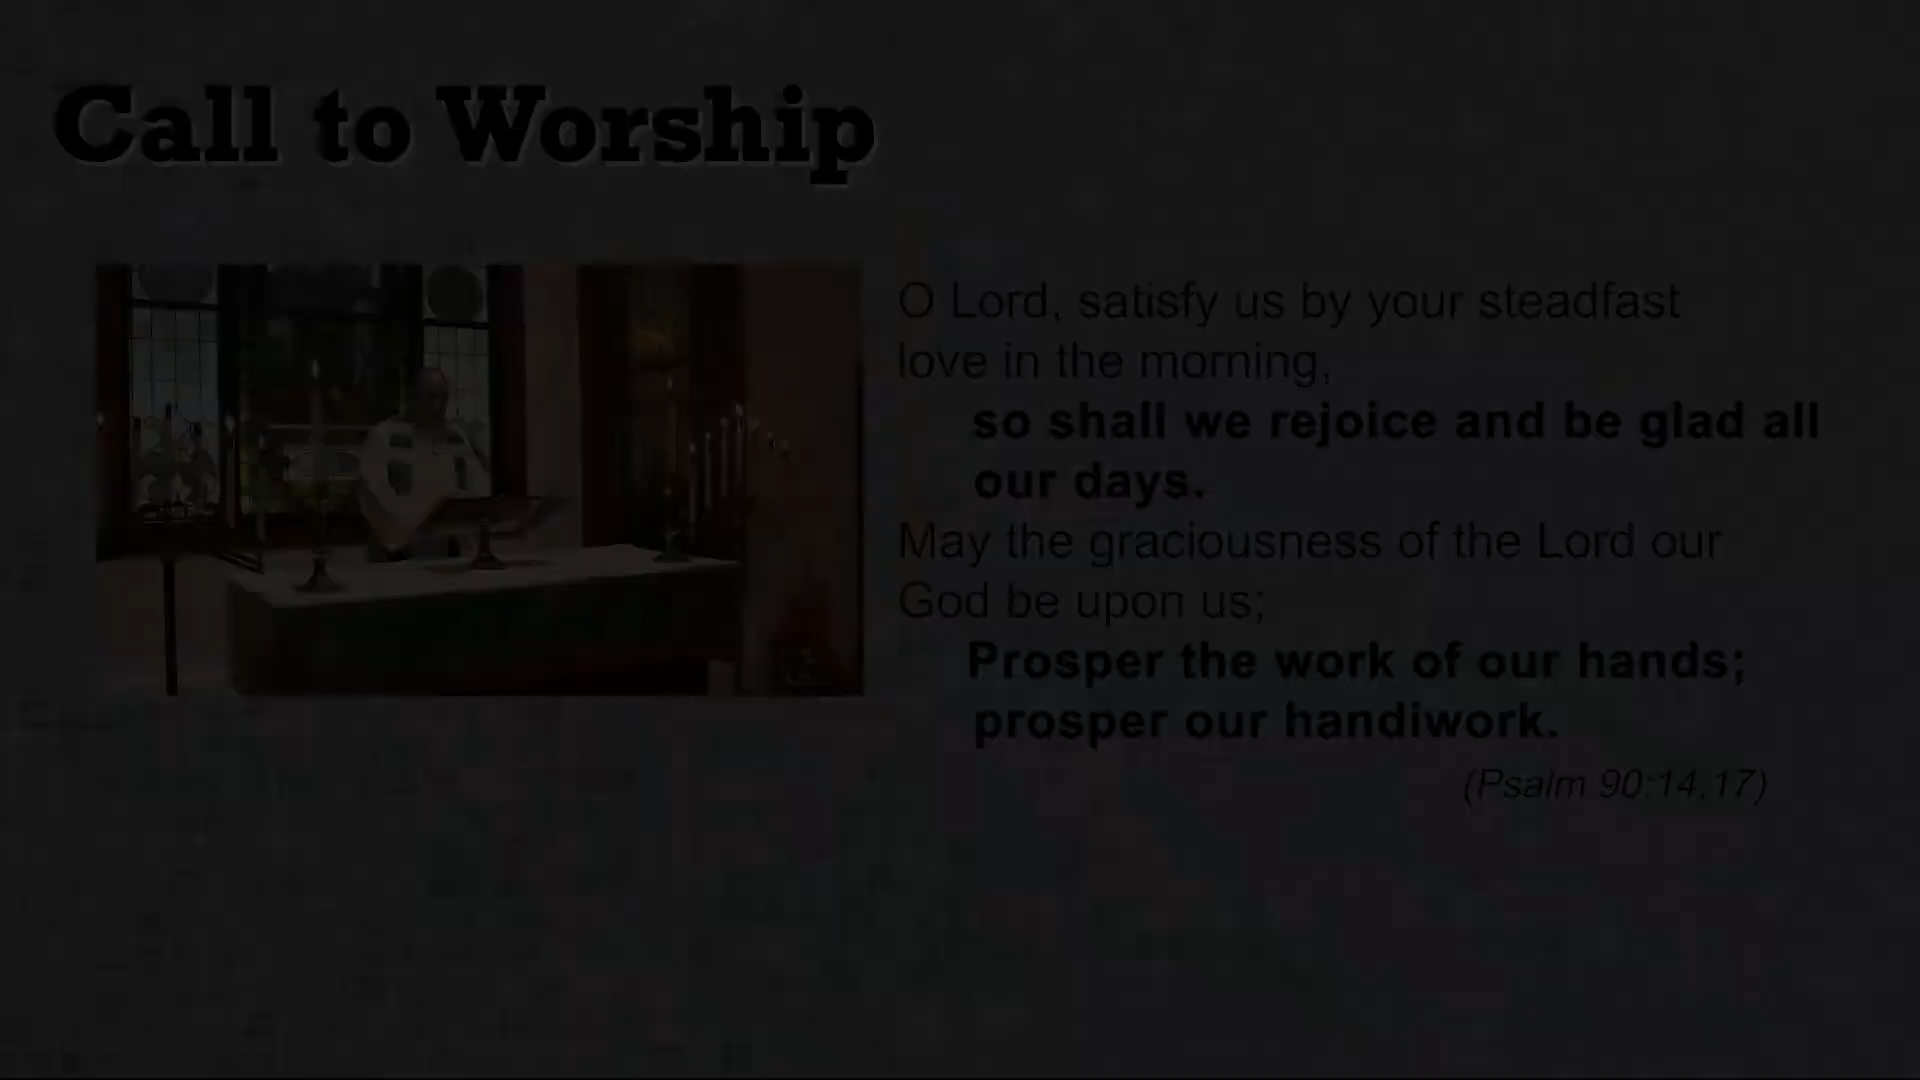 Call to Worship
O Lord, satisfy us by your steadfast
love in the morning,
so shall we rejoice and be glad all
our days.
May the graciousness of the Lord our
God be upon us;
Prosper the work of our hands;
prosper our handiwork.
(Psalm 90:14,17)